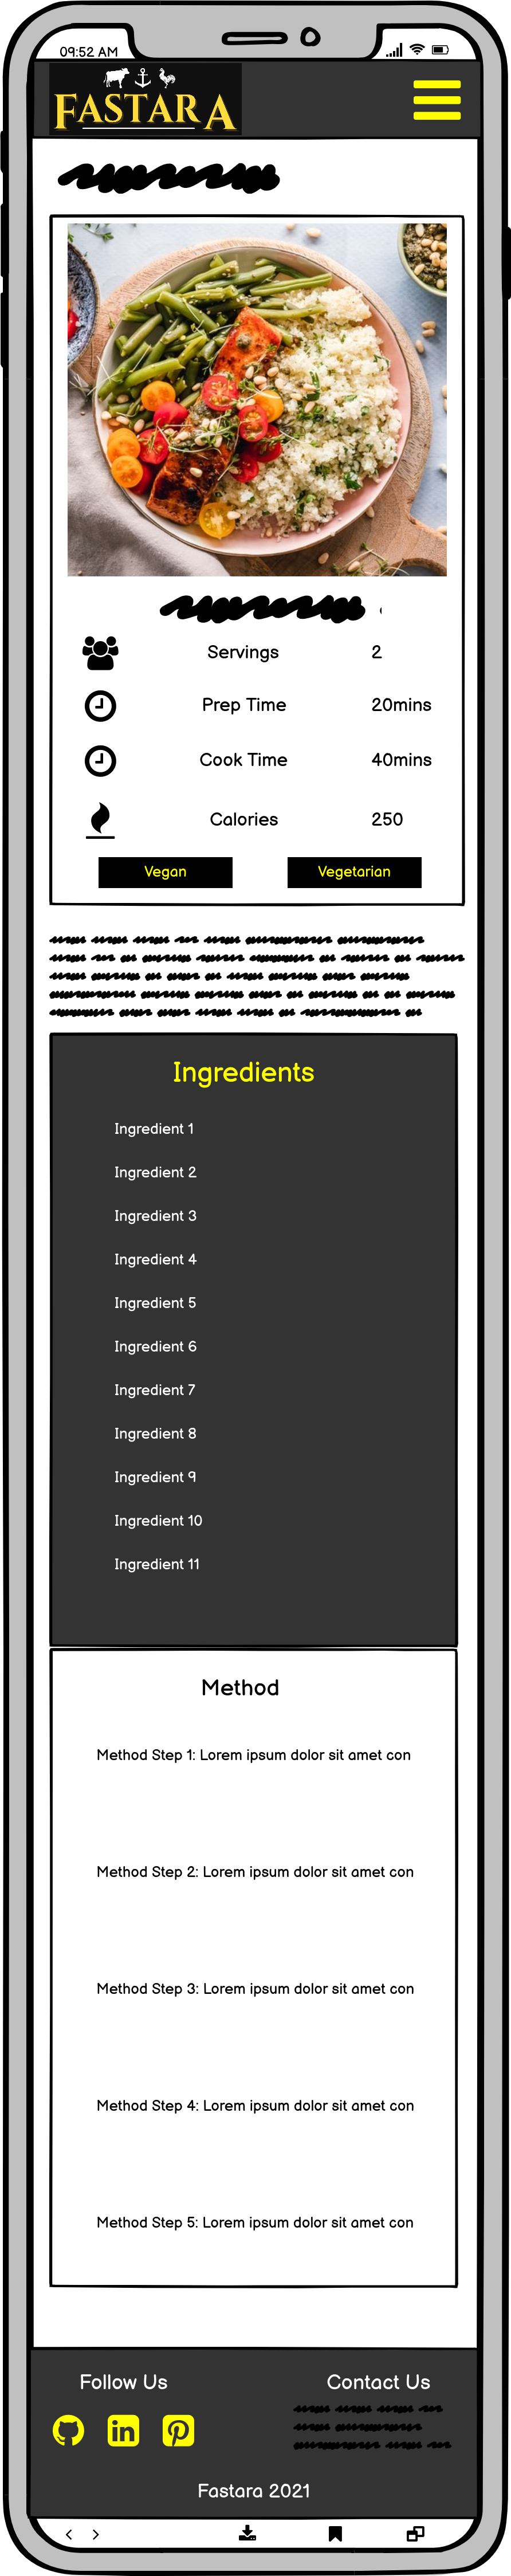 09:52 AM
FASTARA
Servings 2
Prep Time 20mins
Cook Time 40mins
Calories 250
Vegan Vegetarian
Ingredients
Ingredient 1
Ingredient 2
Ingredient 3
Ingredient 4
Ingredient 5
Ingredient 6
Ingredient 7
Ingredient 8
Ingredient 9
Ingredient 10
Ingredient 11
Method
Method Step 1: Lorem ipsum dolor sit amet con
Method Step 2: Lorem ipsum dolor sit amet con
Method Step 3: Lorem ipsum dolor sit amet con
Method Step 4: Lorem ipsum dolor sit amet con
Method Step 5: Lorem ipsum dolor sit amet con
Follow Us Contact Us
Fastara 2021